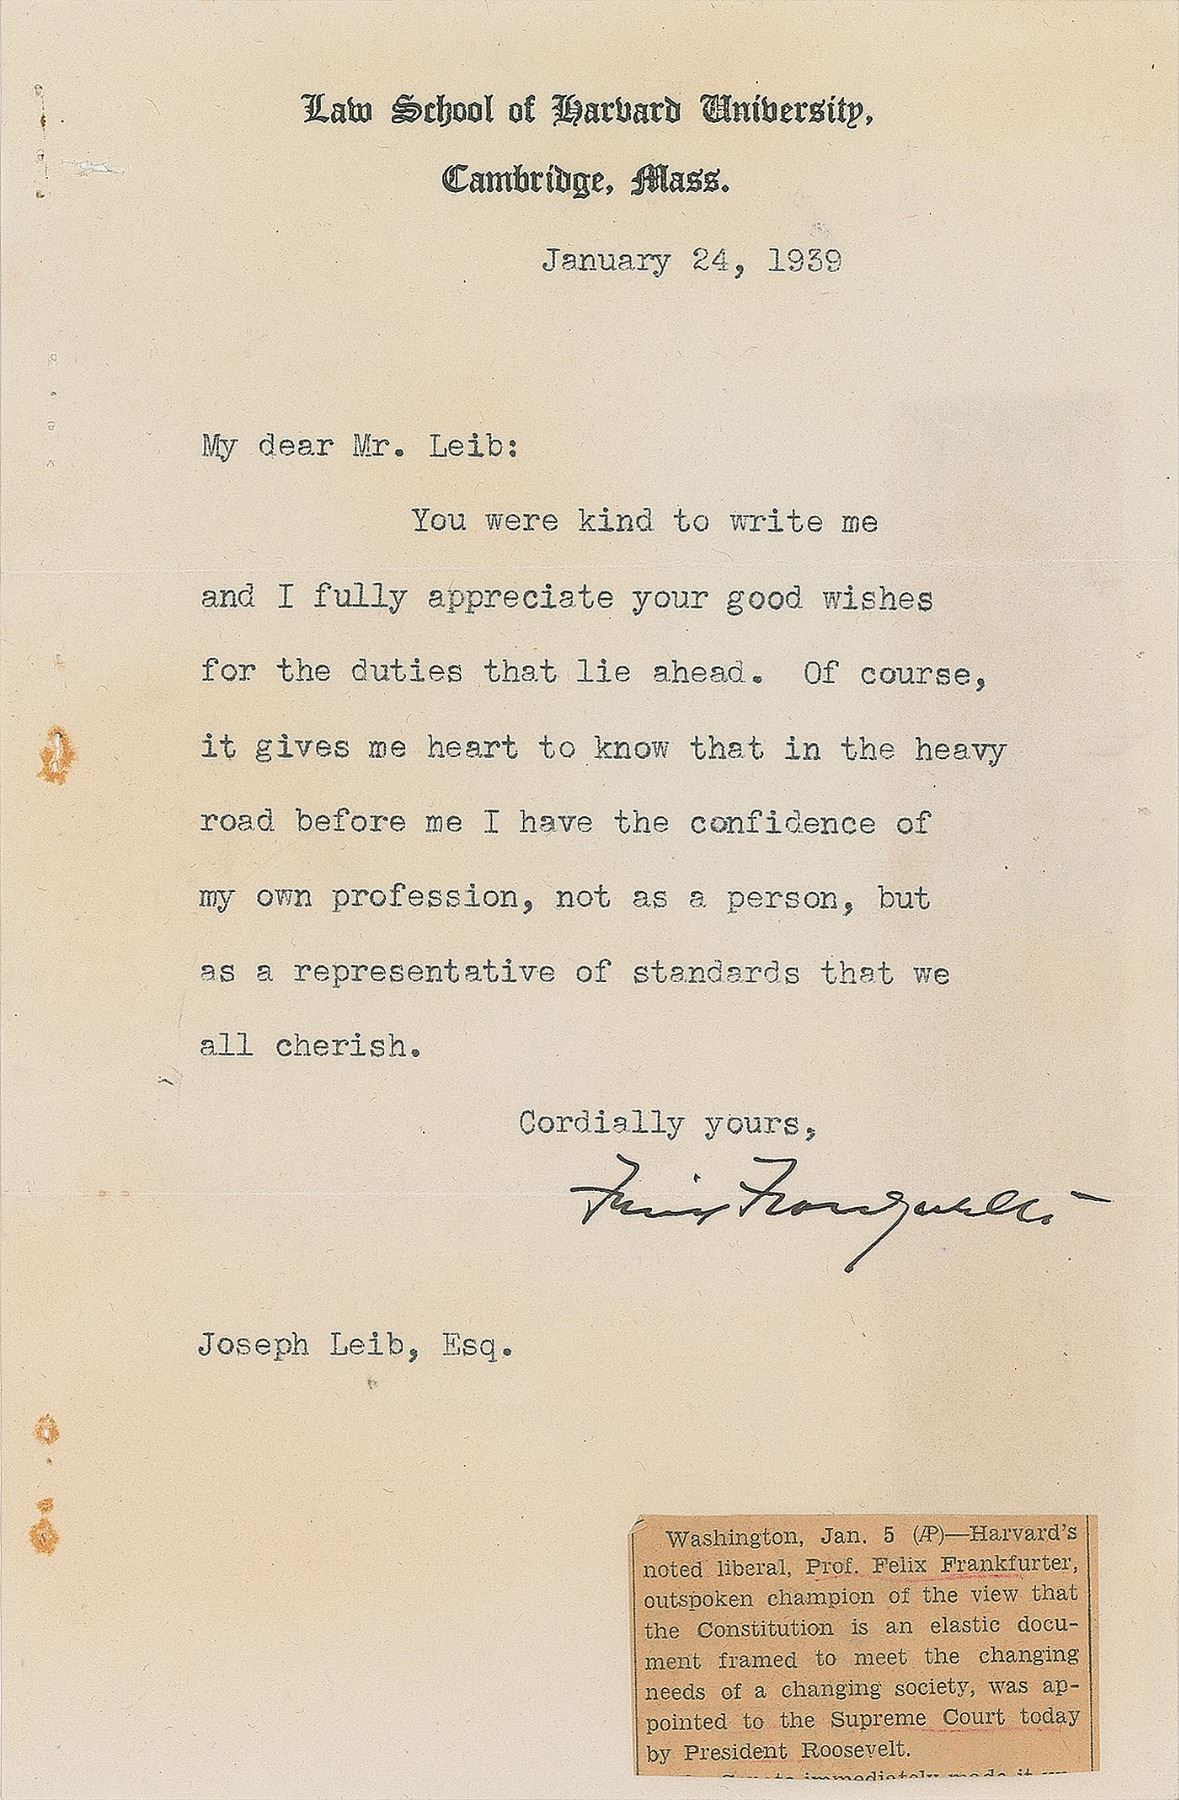 Law School of Harvard University,
Cambridge, Mass.
January 24, 1939
My dear Mr. Leib:
You were kind to write me
and I fully appreciate your good wishes
for the duties that lie ahead.  Of course,
it gives me heart to know that in the heavy
road before me I have the confidence of
my own profession, not as a person, but
as a representative of standards that we
all cherish.
Cordially yours,
Felix Frankfurter
Joseph Leib, Esq.
Washington, Jan. 5 (AP)—Harvard's
noted liberal, Prof. Felix Frankfurter,
outspoken champion of the view that
the Constitution is an elastic docu-
ment framed to meet the changing
needs of a changing society, was ap-
pointed to the Supreme Court today
by President Roosevelt.
immediately made it